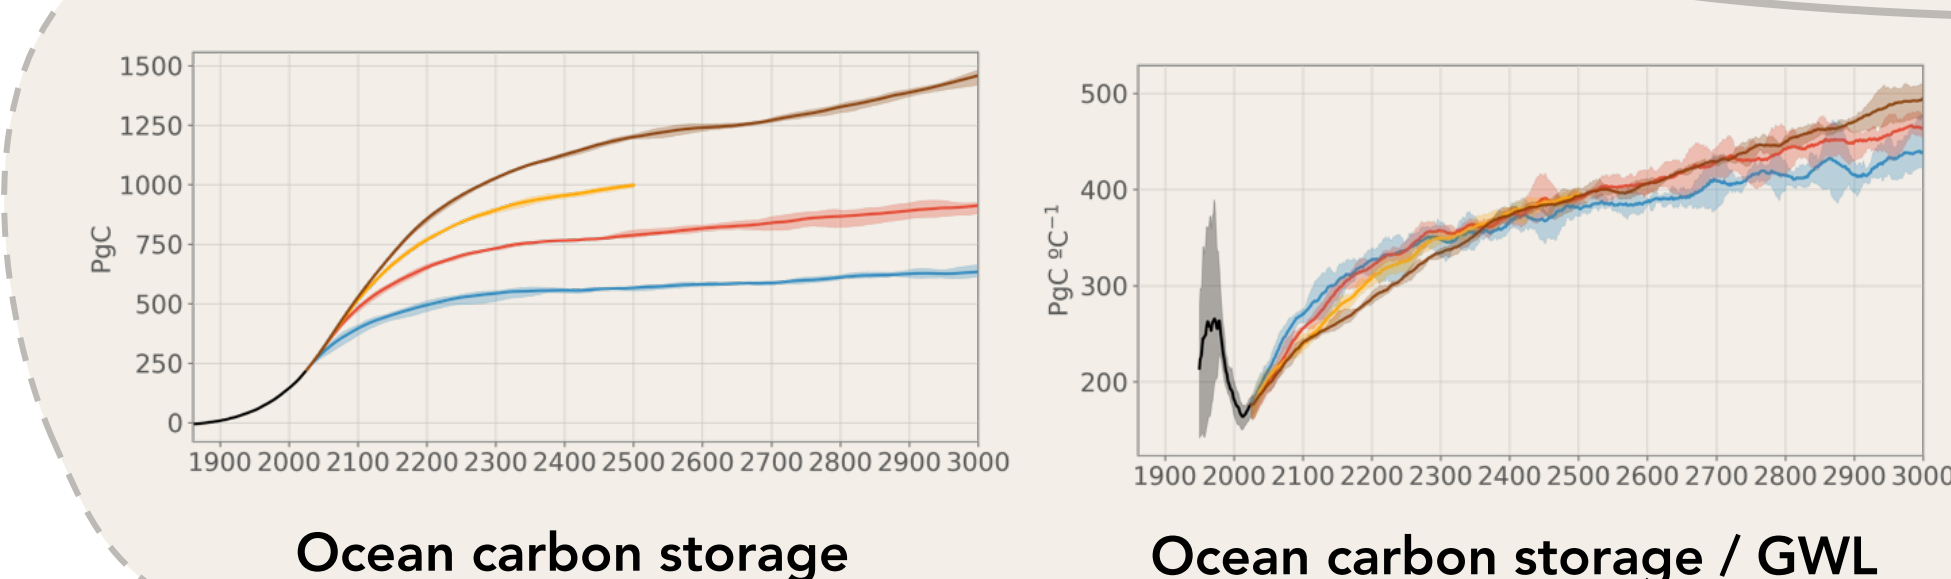 1500
1250
1000
750
500
250
0
PgC
1900 2000 2100 2200 2300 2400 2500 2600 2700 2800 2900 3000
Ocean carbon storage
500
400
300
200
PgC ºC⁻¹
1900 2000 2100 2200 2300 2400 2500 2600 2700 2800 2900 3000
Ocean carbon storage / GWL